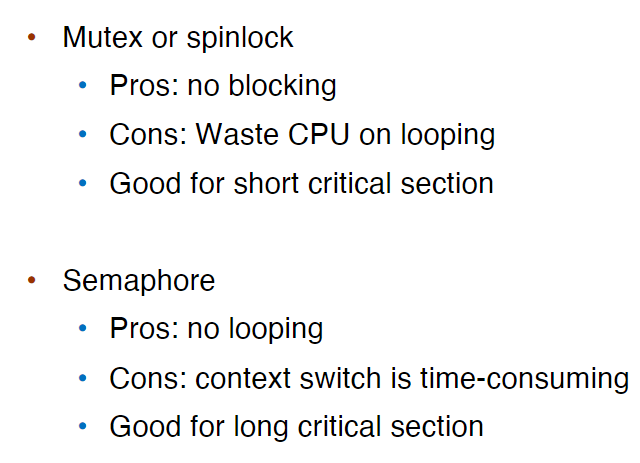 • Mutex or spinlock
• Pros: no blocking
• Cons: Waste CPU on looping
• Good for short critical section
• Semaphore
• Pros: no looping
• Cons: context switch is time-consuming
• Good for long critical section